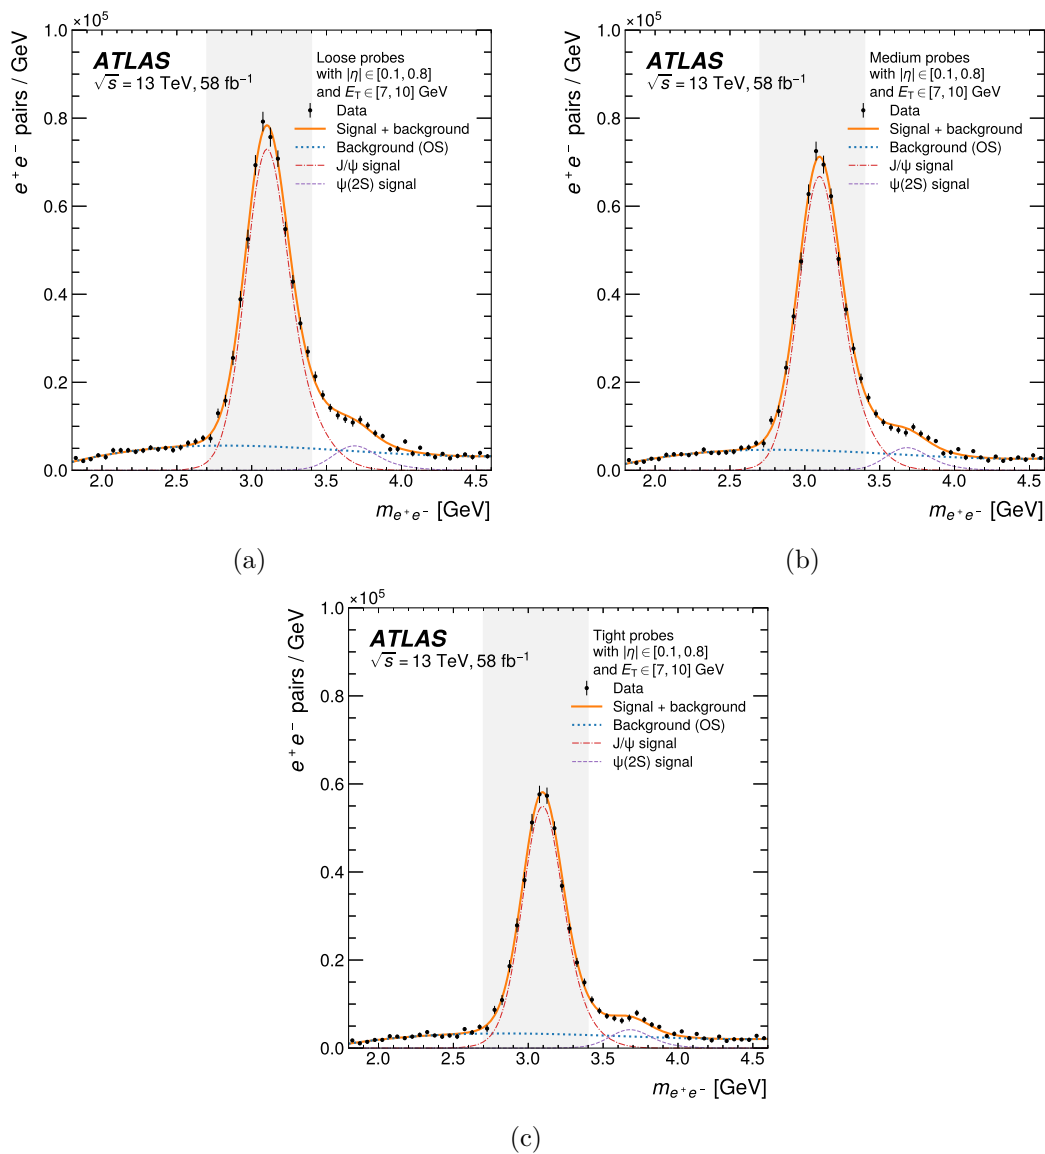 ×10⁵
1.0
0.8
0.6
0.4
0.2
0.0
e⁺e⁻ pairs / GeV
ATLAS
√s = 13 TeV, 58 fb⁻¹
Loose probes
with |η| ∈ [0.1, 0.8]
and E_T ∈ [7, 10] GeV
Data
Signal + background
Background (OS)
J/ψ signal
ψ(2S) signal
2.0 2.5 3.0 3.5 4.0 4.5
m_{e⁺e⁻} [GeV]
(a)
×10⁵
1.0
0.8
0.6
0.4
0.2
0.0
e⁺e⁻ pairs / GeV
ATLAS
√s = 13 TeV, 58 fb⁻¹
Medium probes
with |η| ∈ [0.1, 0.8]
and E_T ∈ [7, 10] GeV
Data
Signal + background
Background (OS)
J/ψ signal
ψ(2S) signal
2.0 2.5 3.0 3.5 4.0 4.5
m_{e⁺e⁻} [GeV]
(b)
×10⁵
1.0
0.8
0.6
0.4
0.2
0.0
e⁺e⁻ pairs / GeV
ATLAS
√s = 13 TeV, 58 fb⁻¹
Tight probes
with |η| ∈ [0.1, 0.8]
and E_T ∈ [7, 10] GeV
Data
Signal + background
Background (OS)
J/ψ signal
ψ(2S) signal
2.0 2.5 3.0 3.5 4.0 4.5
m_{e⁺e⁻} [GeV]
(c)